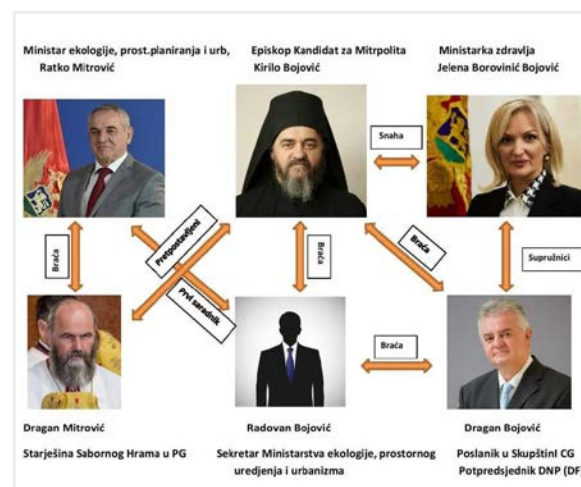 Ministar ekologije, prost.planiranja i urb,
Ratko Mitrović
Episkop Kandidat za Mitrpolita
Kirilo Bojović
Ministarka zdravlja
Jelena Borovinić Bojović
Snaha
Braća
Pretpostavljeni
Prvi saradnik
Braća
Braća
Supružnici
Braća
Dragan Mitrović
Radovan Bojović
Dragan Bojović
Starješina Sabornog Hrama u PG
Sekretar Ministarstva ekologije, prostornog
uredjenja i urbanizma
Poslanik u SkupštinI CG
Potpredsjednik DNP (DF)